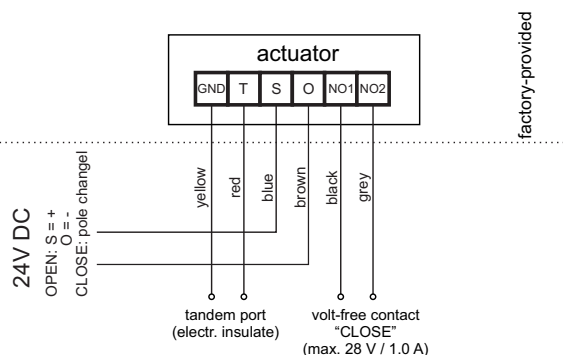 actuator
GND T S O NO1 NO2
factory-provided
yellow
red
blue
brown
black
grey
24V DC
OPEN: S = +
O = -
CLOSE: pole change!
tandem port
(electr. insulate)
volt-free contact
“CLOSE”
(max. 28 V / 1.0 A)